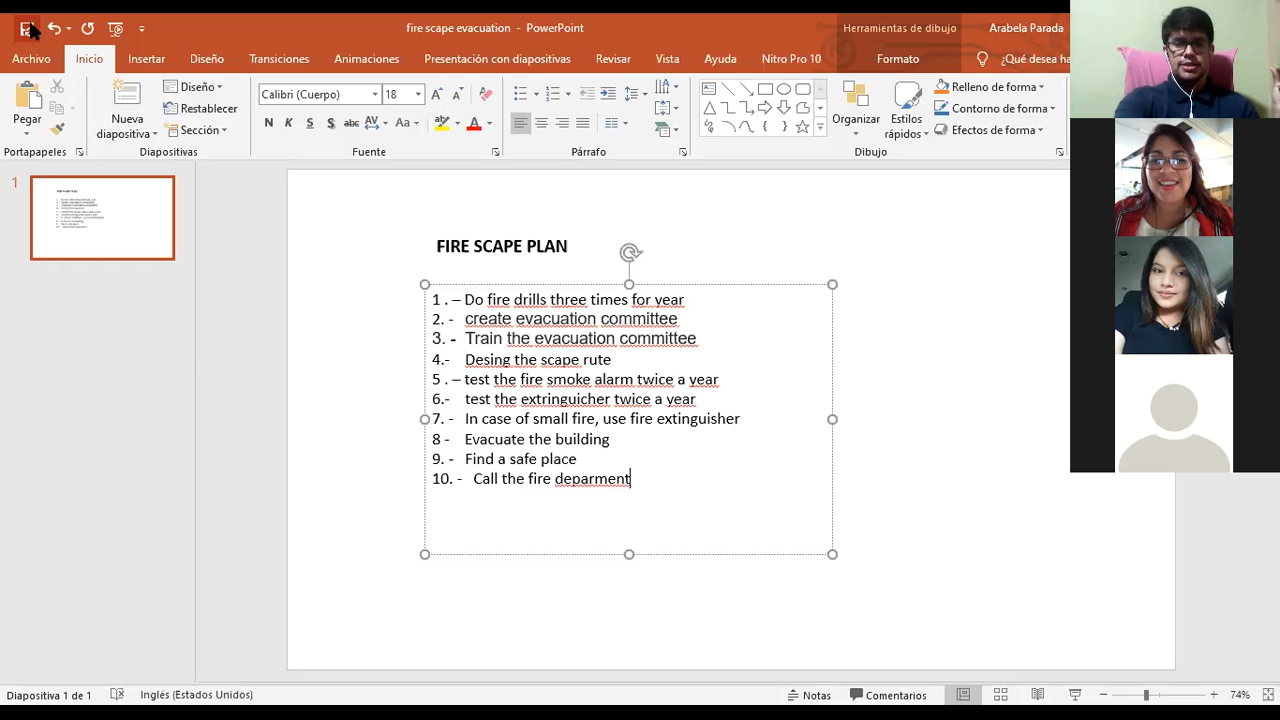 fire scape evacuation - PowerPoint
Herramientas de dibujo
Arabela Parada
Archivo
Inicio
Insertar
Diseño
Transiciones
Animaciones
Presentación con diapositivas
Revisar
Vista
Ayuda
Nitro Pro 10
Formato
¿Qué desea ha
Pegar
Nueva diapositiva
Diseño
Restablecer
Sección
Calibri (Cuerpo)
18
N K S S abc AV Aa A
Organizar
Estilos rápidos
Relleno de forma
Contorno de forma
Efectos de forma
Portapapeles
Diapositivas
Fuente
Párrafo
Dibujo
1
FIRE SCAPE PLAN
1 . – Do fire drills three times for year
2. - create evacuation committee
3. - Train the evacuation committee
4.- Desing the scape rute
5 . – test the fire smoke alarm twice a year
6.- test the extringuicher twice a year
7. - In case of small fire, use fire extinguisher
8 - Evacuate the building
9. - Find a safe place
10. - Call the fire deparment
Diapositiva 1 de 1
Inglés (Estados Unidos)
Notas
Comentarios
74%